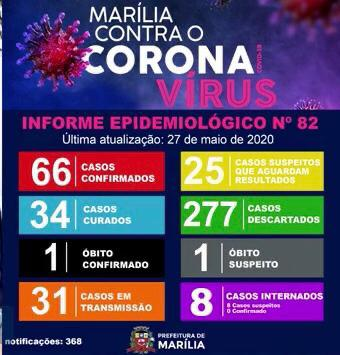 MARÍLIA
CONTRA O
CORONA
COVID-19
VÍRUS
INFORME EPIDEMIOLÓGICO Nº 82
Última atualização: 27 de maio de 2020
66 CASOS CONFIRMADOS
25 CASOS SUSPEITOS QUE AGUARDAM RESULTADOS
34 CASOS CURADOS
277 CASOS DESCARTADOS
1 ÓBITO CONFIRMADO
1 ÓBITO SUSPEITO
31 CASOS EM TRANSMISSÃO
8 CASOS INTERNADOS
8 Casos suspeitos
0 Confirmado
notificações: 368
PREFEITURA DE
MARÍLIA